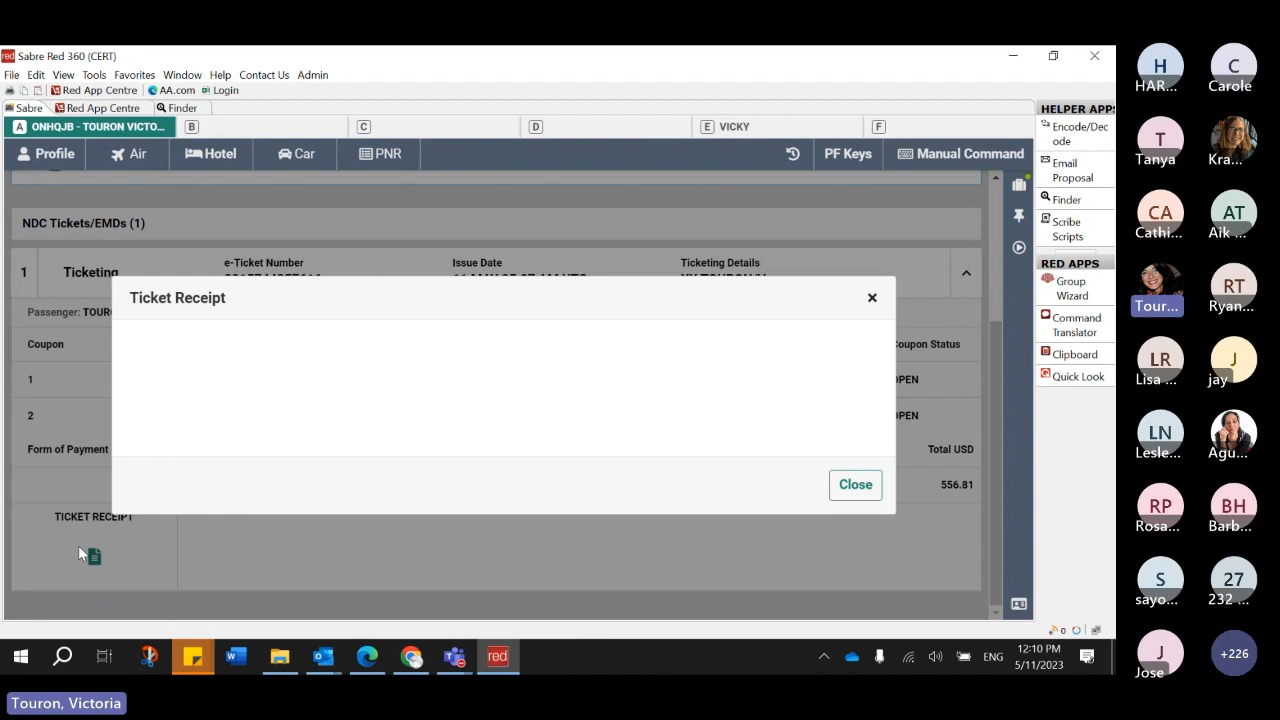 red Sabre Red 360 (CERT)
File Edit View Tools Favorites Window Help Contact Us Admin
Red App Centre AA.com Login
Sabre Red App Centre Finder
A ONHQJB - TOURON VICTO... B C D E VICKY F
Profile Air Hotel Car PNR PF Keys Manual Command
NDC Tickets/EMDs (1)
1 Ticketing e-Ticket Number Issue Date Ticketing Details
Ticket Receipt ×
Passenger: TOUR
Coupon Coupon Status
1 OPEN
2 OPEN
Form of Payment Total USD
556.81
Close
TICKET RECEIPT
HELPER APPS
Encode/Dec
ode
Email
Proposal
Finder
Scribe
Scripts
RED APPS
Group
Wizard
Command
Translator
Clipboard
Quick Look
0
red
ENG
12:10 PM
5/11/2023
H C
HAR... Carole
T
Tanya Kra...
CA AT
Cathi... Aik ...
RT
Tour... Ryan...
LR J
Lisa ... jay
LN
Lesle... Agu...
RP BH
Rosa... Barb...
S 27
sayo... 232 ...
J +226
Jose
Touron, Victoria